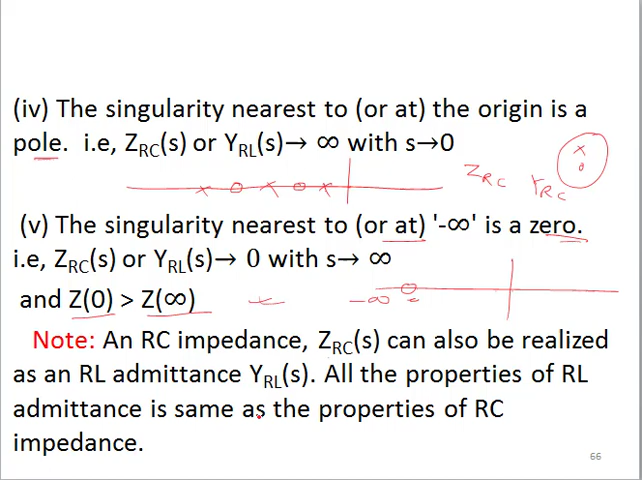 (iv) The singularity nearest to (or at) the origin is a
pole. i.e, Z_RC(s) or Y_RL(s)→ ∞ with s→0
Z_RC Y_RC
(v) The singularity nearest to (or at) '-∞' is a zero.
i.e, Z_RC(s) or Y_RL(s)→ 0 with s→ ∞
and Z(0) > Z(∞)
-∞
Note: An RC impedance, Z_RC(s) can also be realized
as an RL admittance Y_RL(s). All the properties of RL
admittance is same as the properties of RC
impedance.
66